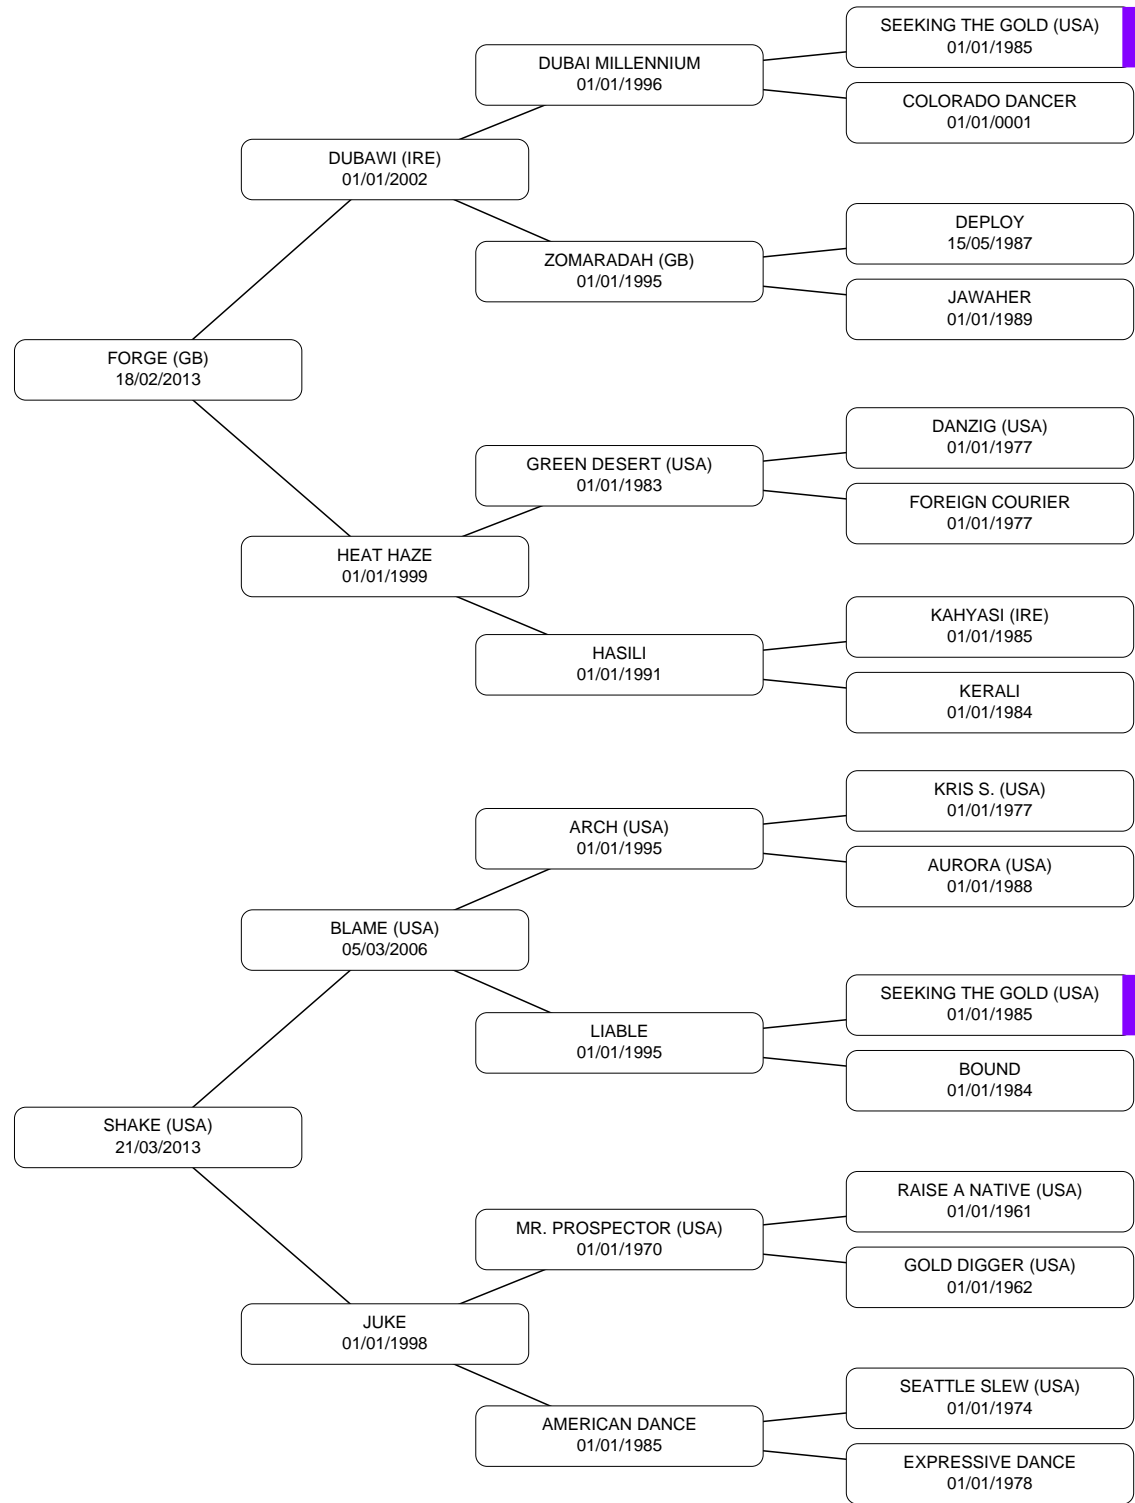 SEEKING THE GOLD (USA)
01/01/1985
DUBAI MILLENNIUM
01/01/1996
COLORADO DANCER
01/01/0001
DUBAWI (IRE)
01/01/2002
DEPLOY
15/05/1987
ZOMARADAH (GB)
01/01/1995
JAWAHER
01/01/1989
FORGE (GB)
18/02/2013
DANZIG (USA)
01/01/1977
GREEN DESERT (USA)
01/01/1983
FOREIGN COURIER
01/01/1977
HEAT HAZE
01/01/1999
KAHYASI (IRE)
01/01/1985
HASILI
01/01/1991
KERALI
01/01/1984
KRIS S. (USA)
01/01/1977
ARCH (USA)
01/01/1995
AURORA (USA)
01/01/1988
BLAME (USA)
05/03/2006
SEEKING THE GOLD (USA)
01/01/1985
LIABLE
01/01/1995
BOUND
01/01/1984
SHAKE (USA)
21/03/2013
RAISE A NATIVE (USA)
01/01/1961
MR. PROSPECTOR (USA)
01/01/1970
GOLD DIGGER (USA)
01/01/1962
JUKE
01/01/1998
SEATTLE SLEW (USA)
01/01/1974
AMERICAN DANCE
01/01/1985
EXPRESSIVE DANCE
01/01/1978